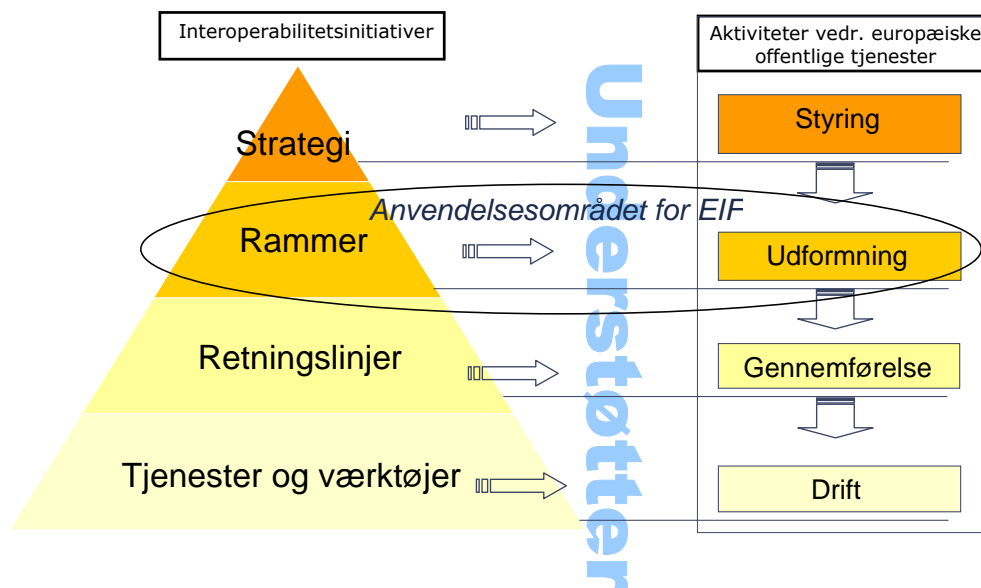 Interoperabilitetsinitiativer
Aktiviteter vedr. europæiske
offentlige tjenester
Understøtter
Strategi
Styring
Anvendelsesområdet for EIF
Rammer
Udformning
Retningslinjer
Gennemførelse
Tjenester og værktøjer
Drift